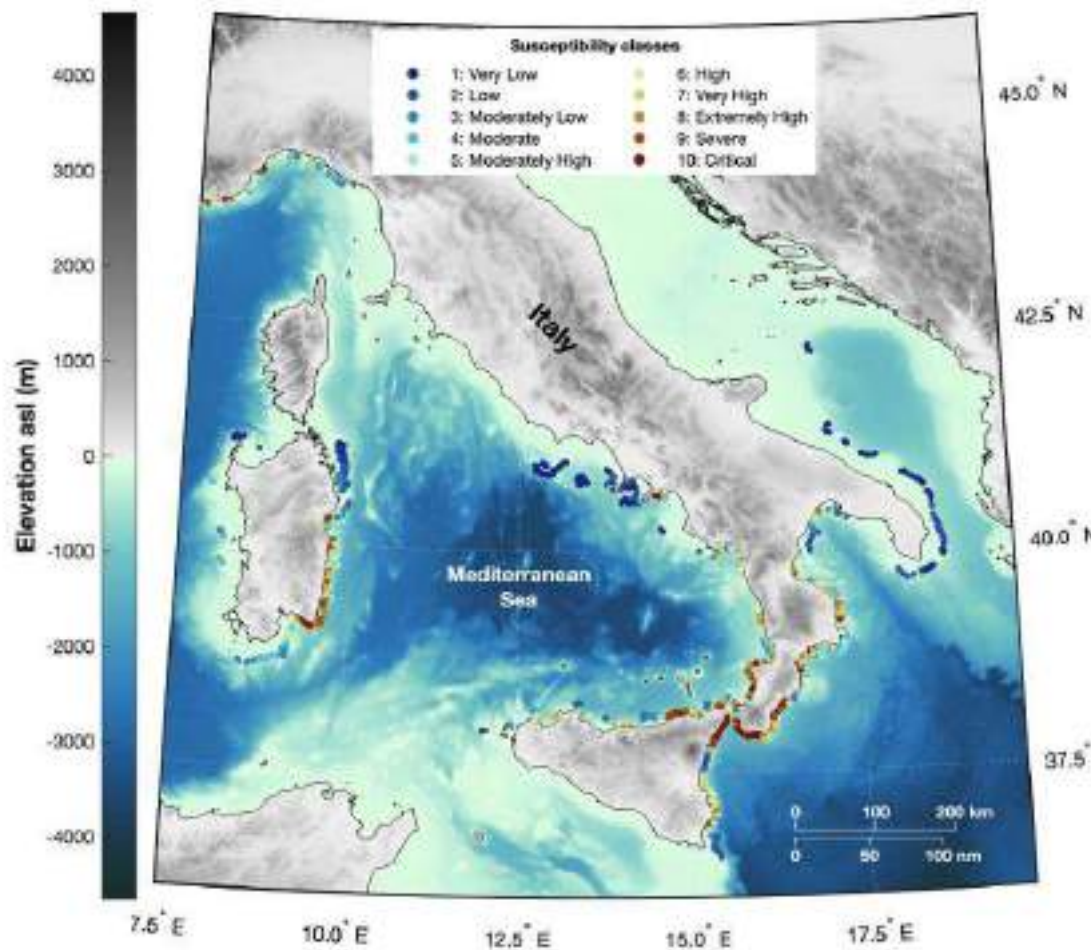 Susceptibility classes
1: Very Low
2: Low
3: Moderately Low
4: Moderate
5: Moderately High
6: High
7: Very High
8: Extremely High
9: Severe
10: Critical
Elevation asl (m)
4000
3000
2000
1000
0
-1000
-2000
-3000
-4000
45.0° N
42.5° N
40.0° N
37.5°
Italy
Mediterranean
Sea
0 100 200 km
0 50 100 nm
7.5° E
10.0° E
12.5° E
15.0° E
17.5° E